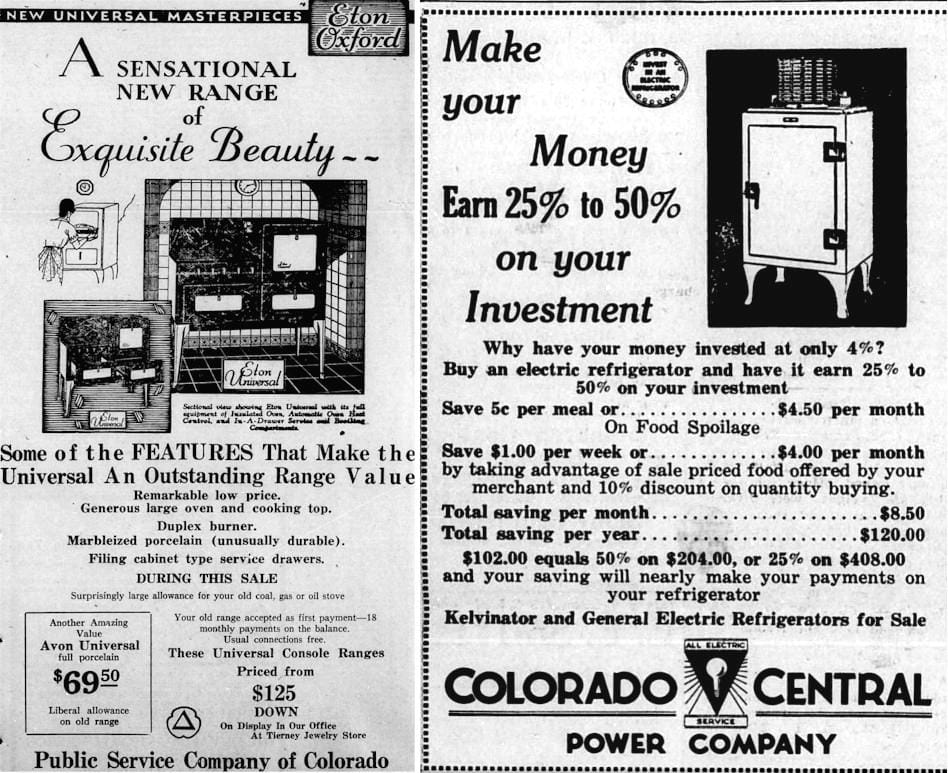 NEW UNIVERSAL MASTERPIECES
Eton
Oxford
A SENSATIONAL
NEW RANGE
of
Exquisite Beauty--
Eton
Universal
Eton
Universal
Sectional view showing Eton Universal with its full
equipment of Insulated Oven, Automatic Oven Heat
Control, and In-A-Drawer Service and Broiling
Compartments.
Some of the FEATURES That Make the
Universal An Outstanding Range Value
Remarkable low price.
Generous large oven and cooking top.
Duplex burner.
Marbleized porcelain (unusually durable).
Filing cabinet type service drawers.
DURING THIS SALE
Surprisingly large allowance for your old coal, gas or oil stove
Another Amazing
Value
Avon Universal
full porcelain
$69 50
Liberal allowance
on old range
Your old range accepted as first payment—18
monthly payments on the balance.
Usual connections free.
These Universal Console Ranges
Priced from
$125
DOWN
On Display In Our Office
At Tierney Jewelry Store
Public Service Company of Colorado
Make
your
Money
Earn 25% to 50%
on your
Investment
INVEST
IN AN
ELECTRIC
REFRIGERATOR
Why have your money invested at only 4%?
Buy an electric refrigerator and have it earn 25% to
50% on your investment
Save 5c per meal or.............$4.50 per month
On Food Spoilage
Save $1.00 per week or............$4.00 per month
by taking advantage of sale priced food offered by your
merchant and 10% discount on quantity buying.
Total saving per month......................$8.50
Total saving per year.....................$120.00
$102.00 equals 50% on $204.00, or 25% on $408.00
and your saving will nearly make your payments on
your refrigerator
Kelvinator and General Electric Refrigerators for Sale
ALL ELECTRIC
SERVICE
COLORADO CENTRAL
POWER COMPANY